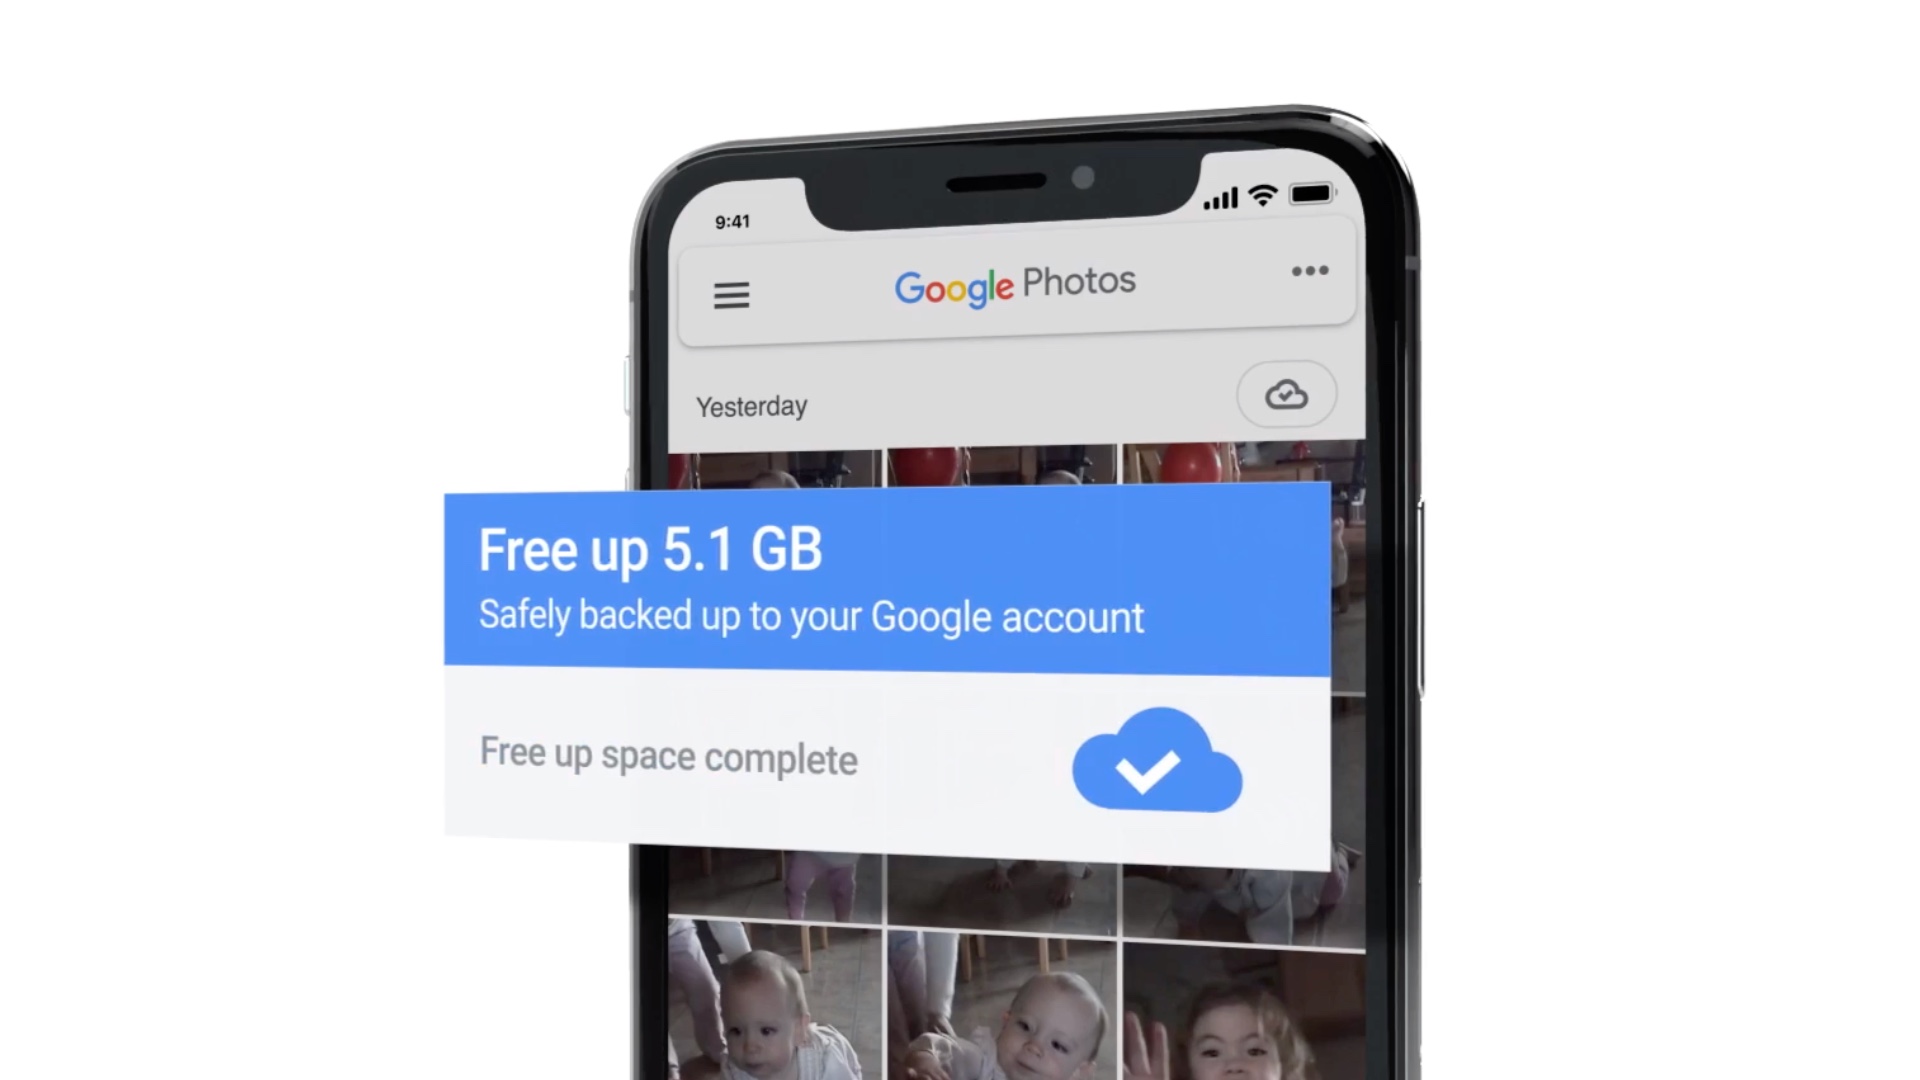 9:41
Google Photos
Yesterday
Free up 5.1 GB
Safely backed up to your Google account
Free up space complete